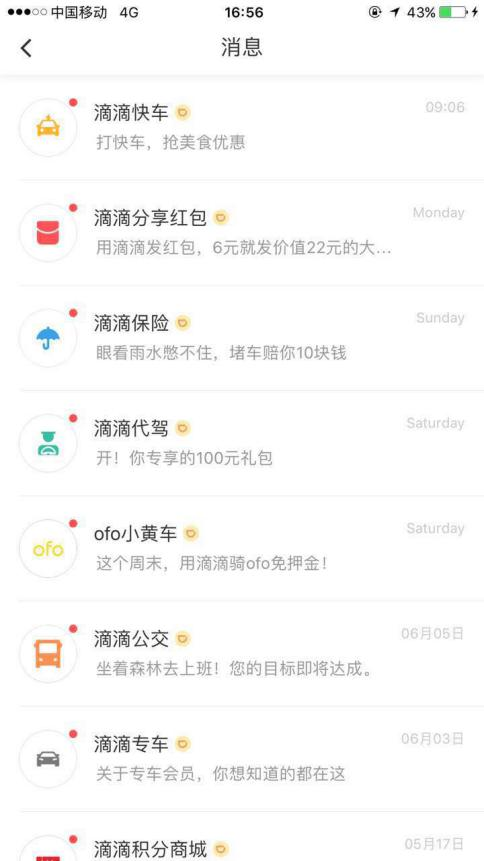 中国移动 4G 16:56 43%
消息
滴滴快车 09:06
打快车，抢美食优惠
滴滴分享红包 Monday
用滴滴发红包，6元就发价值22元的大...
滴滴保险 Sunday
眼看雨水憋不住，堵车赔你10块钱
滴滴代驾 Saturday
开！你专享的100元礼包
ofo小黄车 Saturday
ofo
这个周末，用滴滴骑ofo免押金！
滴滴公交 06月05日
坐着森林去上班！您的目标即将达成。
滴滴专车 06月03日
关于专车会员，你想知道的都在这
滴滴积分商城 05月17日